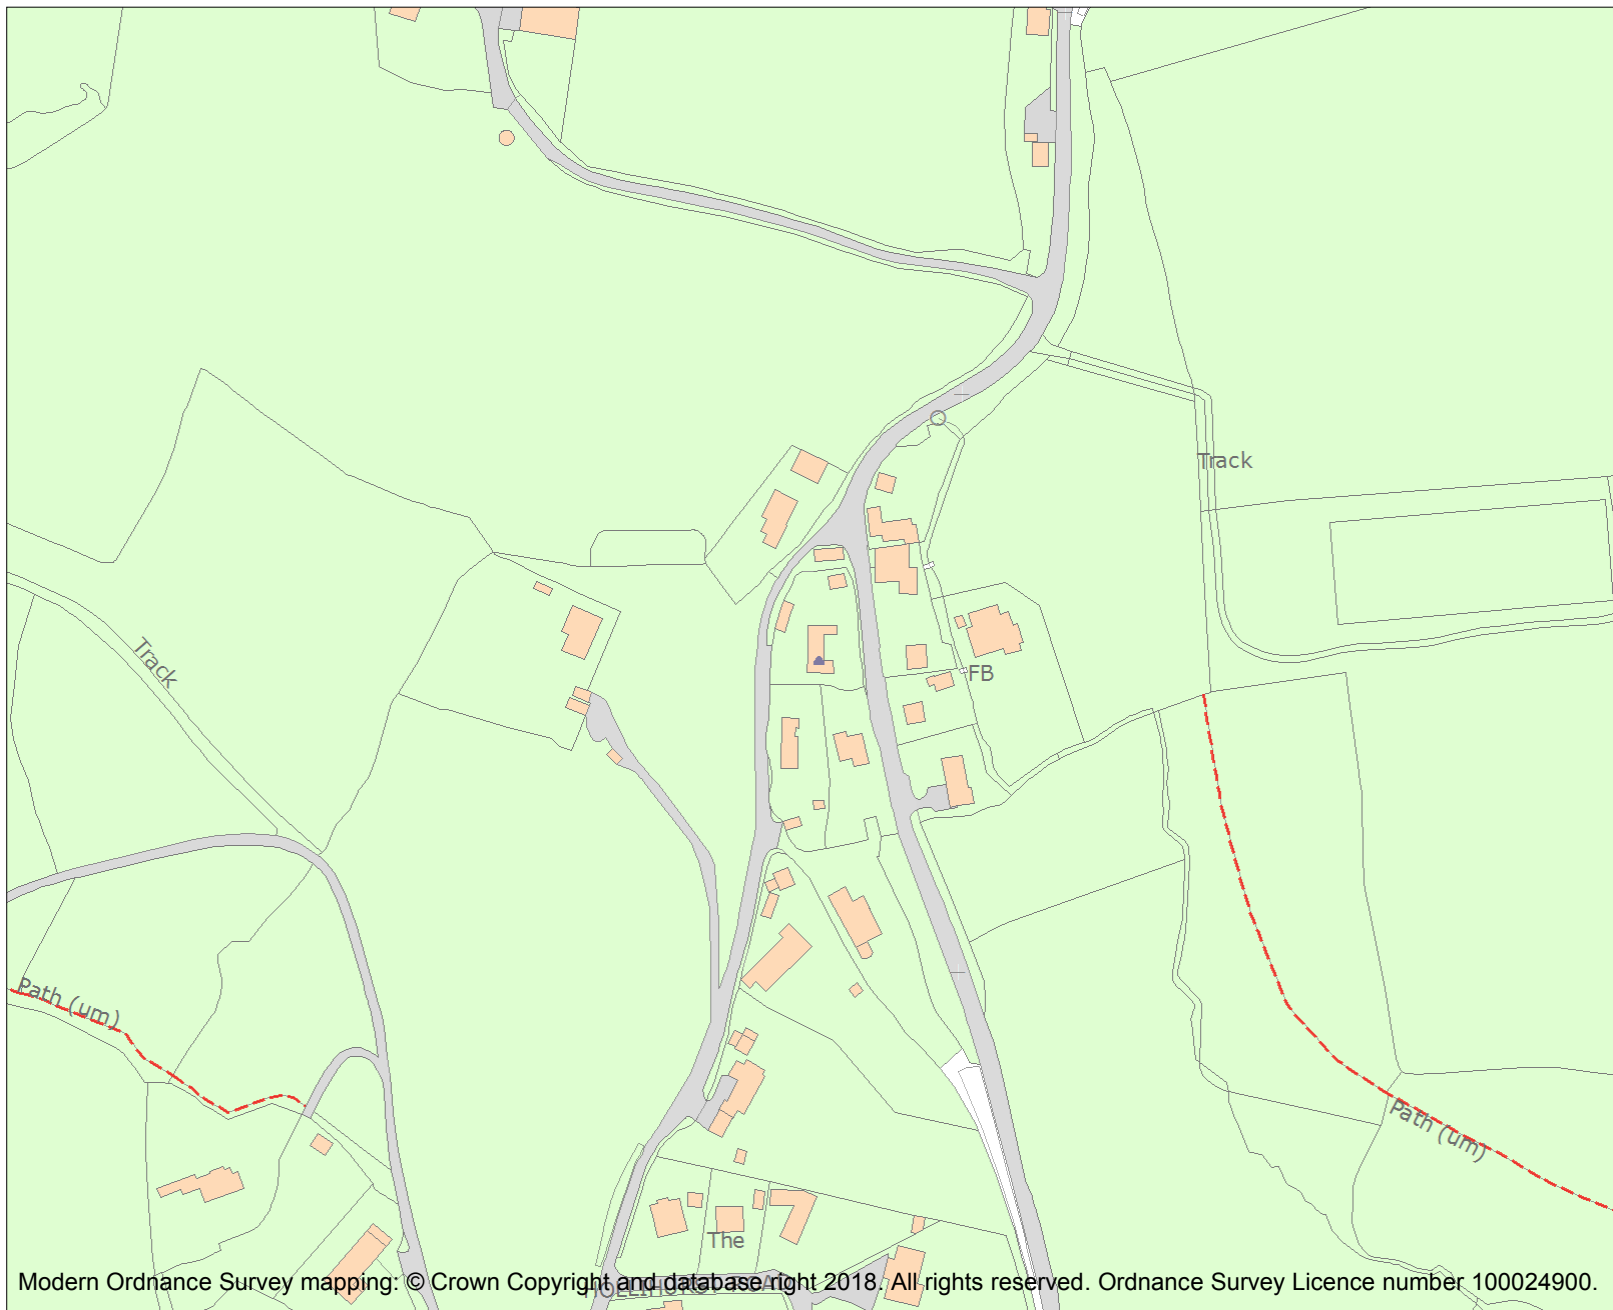 Track
FB
Track
Path (um)
Path (um)
The
Modern Ordnance Survey mapping: © Crown Copyright and database right 2018. All rights reserved. Ordnance Survey Licence number 100024900.